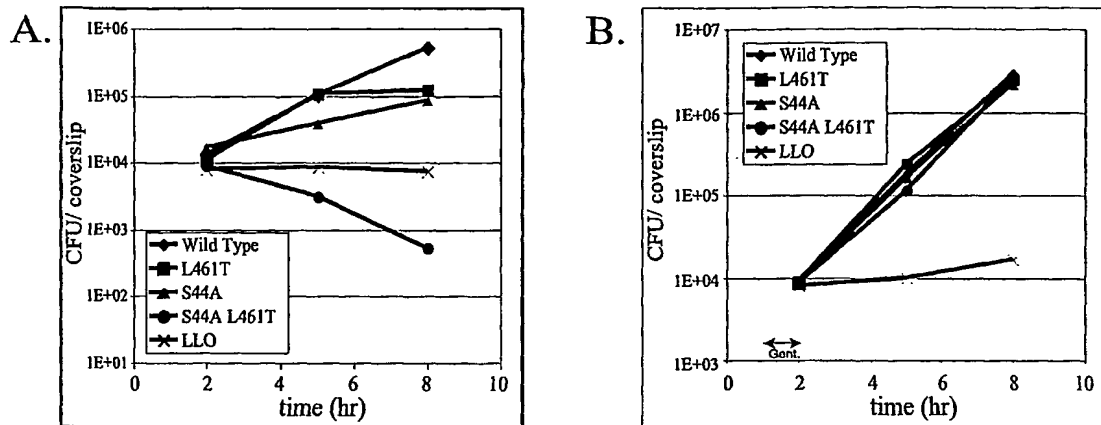 A.
1E+06
1E+05
1E+04
1E+03
1E+02
1E+01
CFU/ coverslip
Wild Type
L461T
S44A
S44A L461T
LLO
0 2 4 6 8 10
time (hr)
B.
1E+07
1E+06
1E+05
1E+04
1E+03
CFU/ coverslip
Wild Type
L461T
S44A
S44A L461T
LLO
Gent.
0 2 4 6 8 10
time (hr)